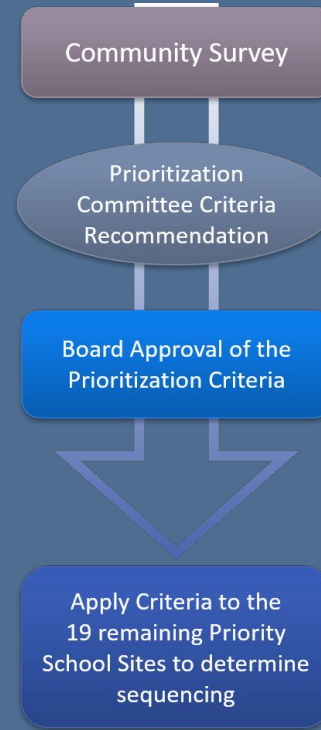 Community Survey
Prioritization
Committee Criteria
Recommendation
Board Approval of the
Prioritization Criteria
Apply Criteria to the
19 remaining Priority
School Sites to determine
sequencing